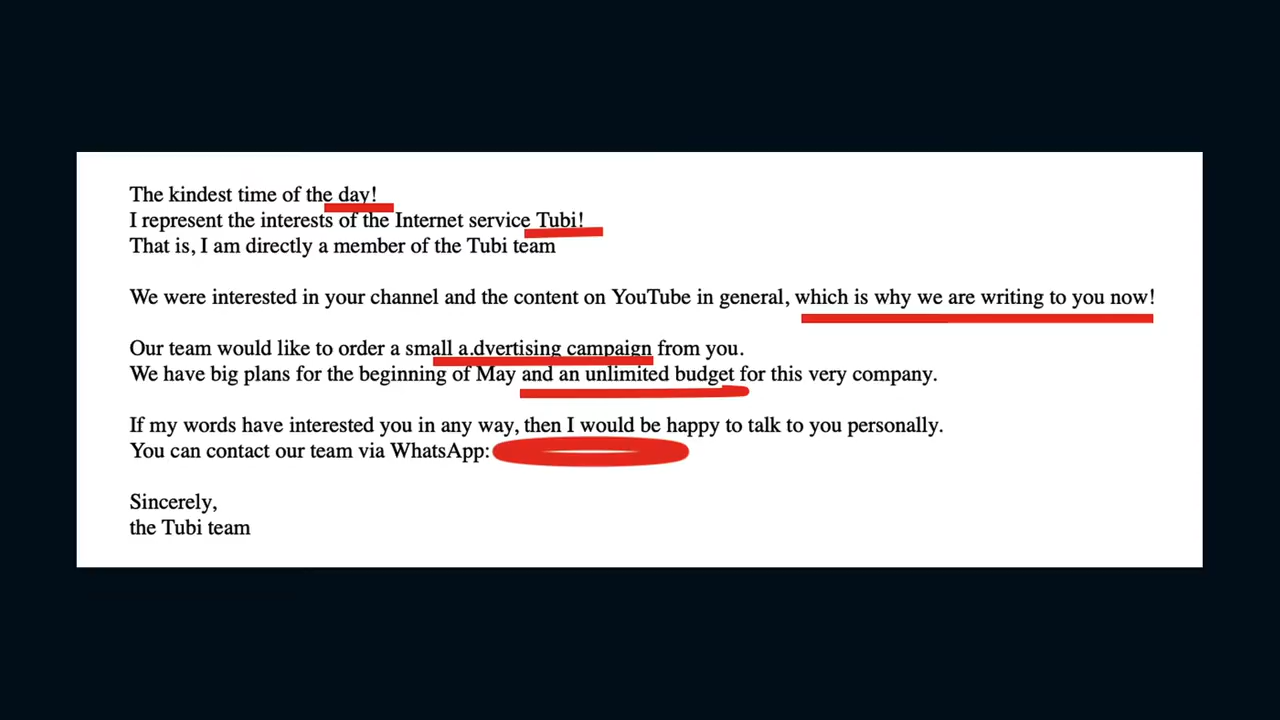 The kindest time of the day!
I represent the interests of the Internet service Tubi!
That is, I am directly a member of the Tubi team
We were interested in your channel and the content on YouTube in general, which is why we are writing to you now!
Our team would like to order a small a.dvertising campaign from you.
We have big plans for the beginning of May and an unlimited budget for this very company.
If my words have interested you in any way, then I would be happy to talk to you personally.
You can contact our team via WhatsApp:
Sincerely,
the Tubi team